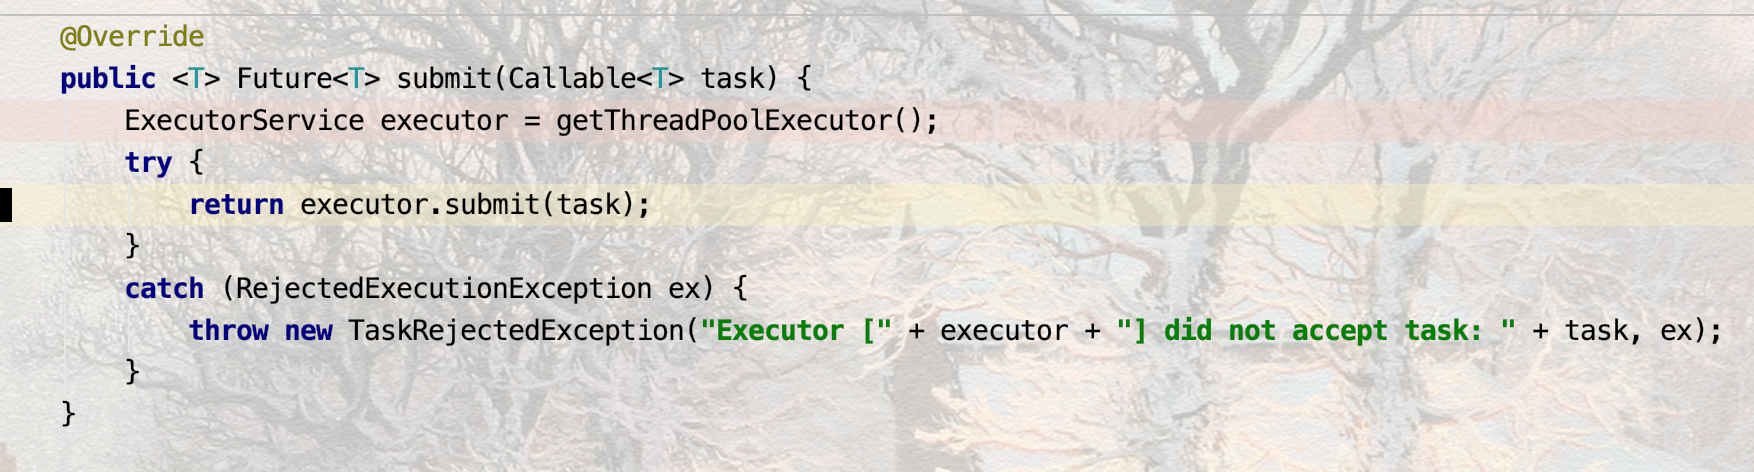 @Override
public <T> Future<T> submit(Callable<T> task) {
    ExecutorService executor = getThreadPoolExecutor();
    try {
        return executor.submit(task);
    }
    catch (RejectedExecutionException ex) {
        throw new TaskRejectedException("Executor [" + executor + "] did not accept task: " + task, ex);
    }
}